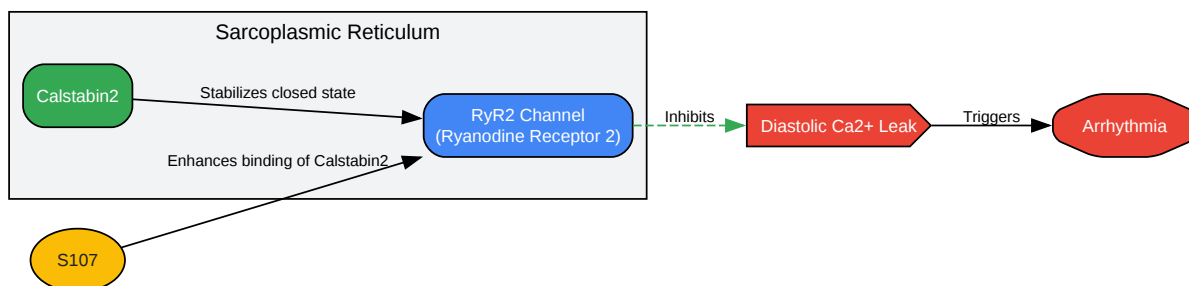 Sarcoplasmic Reticulum
Calstabin2
Stabilizes closed state
RyR2 Channel
(Ryanodine Receptor 2)
Inhibits
Diastolic Ca2+ Leak
Triggers
Arrhythmia
Enhances binding of Calstabin2
S107